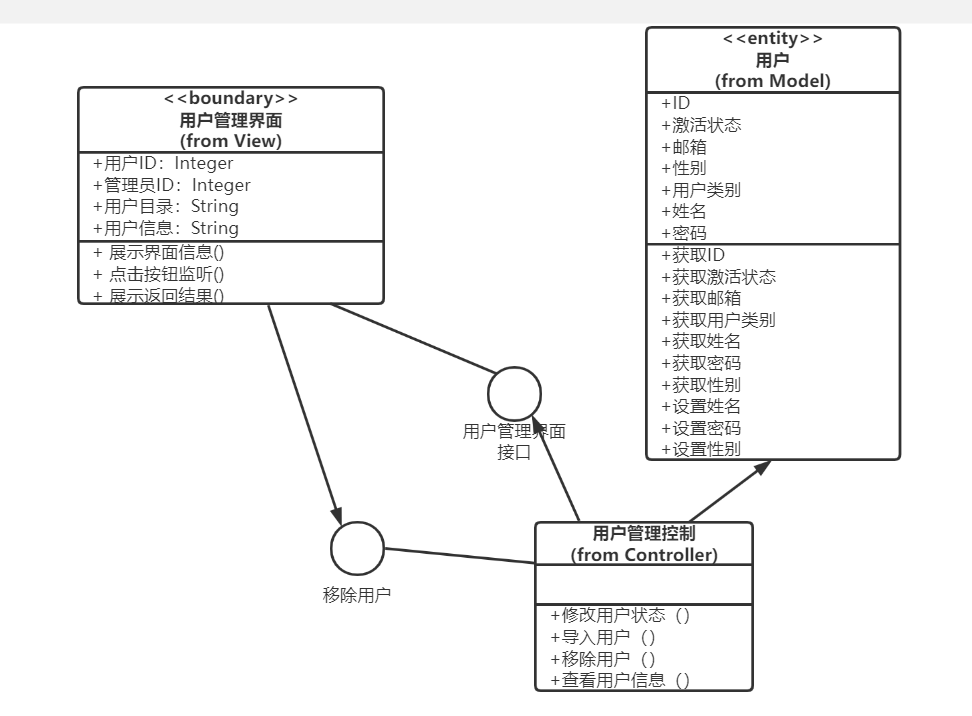 <<boundary>>
用户管理界面
(from View)
+用户ID：Integer
+管理员ID：Integer
+用户目录：String
+用户信息：String
+ 展示界面信息()
+ 点击按钮监听()
+ 展示返回结果()
<<entity>>
用户
(from Model)
+ID
+激活状态
+邮箱
+性别
+用户类别
+姓名
+密码
+获取ID
+获取激活状态
+获取邮箱
+获取用户类别
+获取姓名
+获取密码
+获取性别
+设置姓名
+设置密码
+设置性别
用户管理界面
接口
移除用户
用户管理控制
(from Controller)
+修改用户状态（）
+导入用户（）
+移除用户（）
+查看用户信息（）